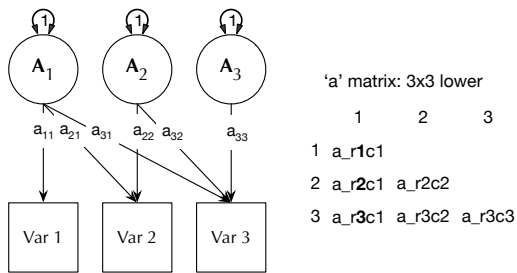 1 1 1
A1 A2 A3
a11 a21 a31 a22 a32 a33
Var 1 Var 2 Var 3
'a' matrix: 3x3 lower
1 2 3
1 a_r1c1
2 a_r2c1 a_r2c2
3 a_r3c1 a_r3c2 a_r3c3